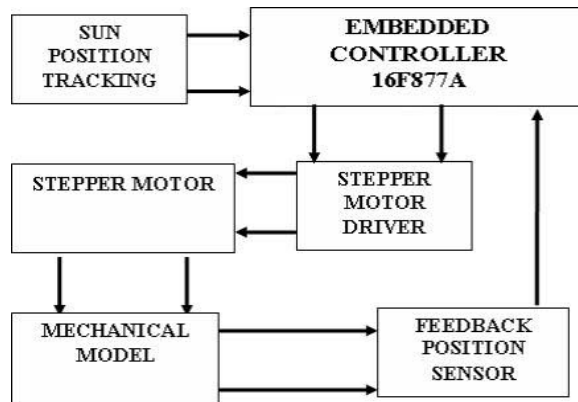 SUN
POSITION
TRACKING
EMBEDDED
CONTROLLER
16F877A
STEPPER MOTOR
STEPPER
MOTOR
DRIVER
MECHANICAL
MODEL
FEEDBACK
POSITION
SENSOR